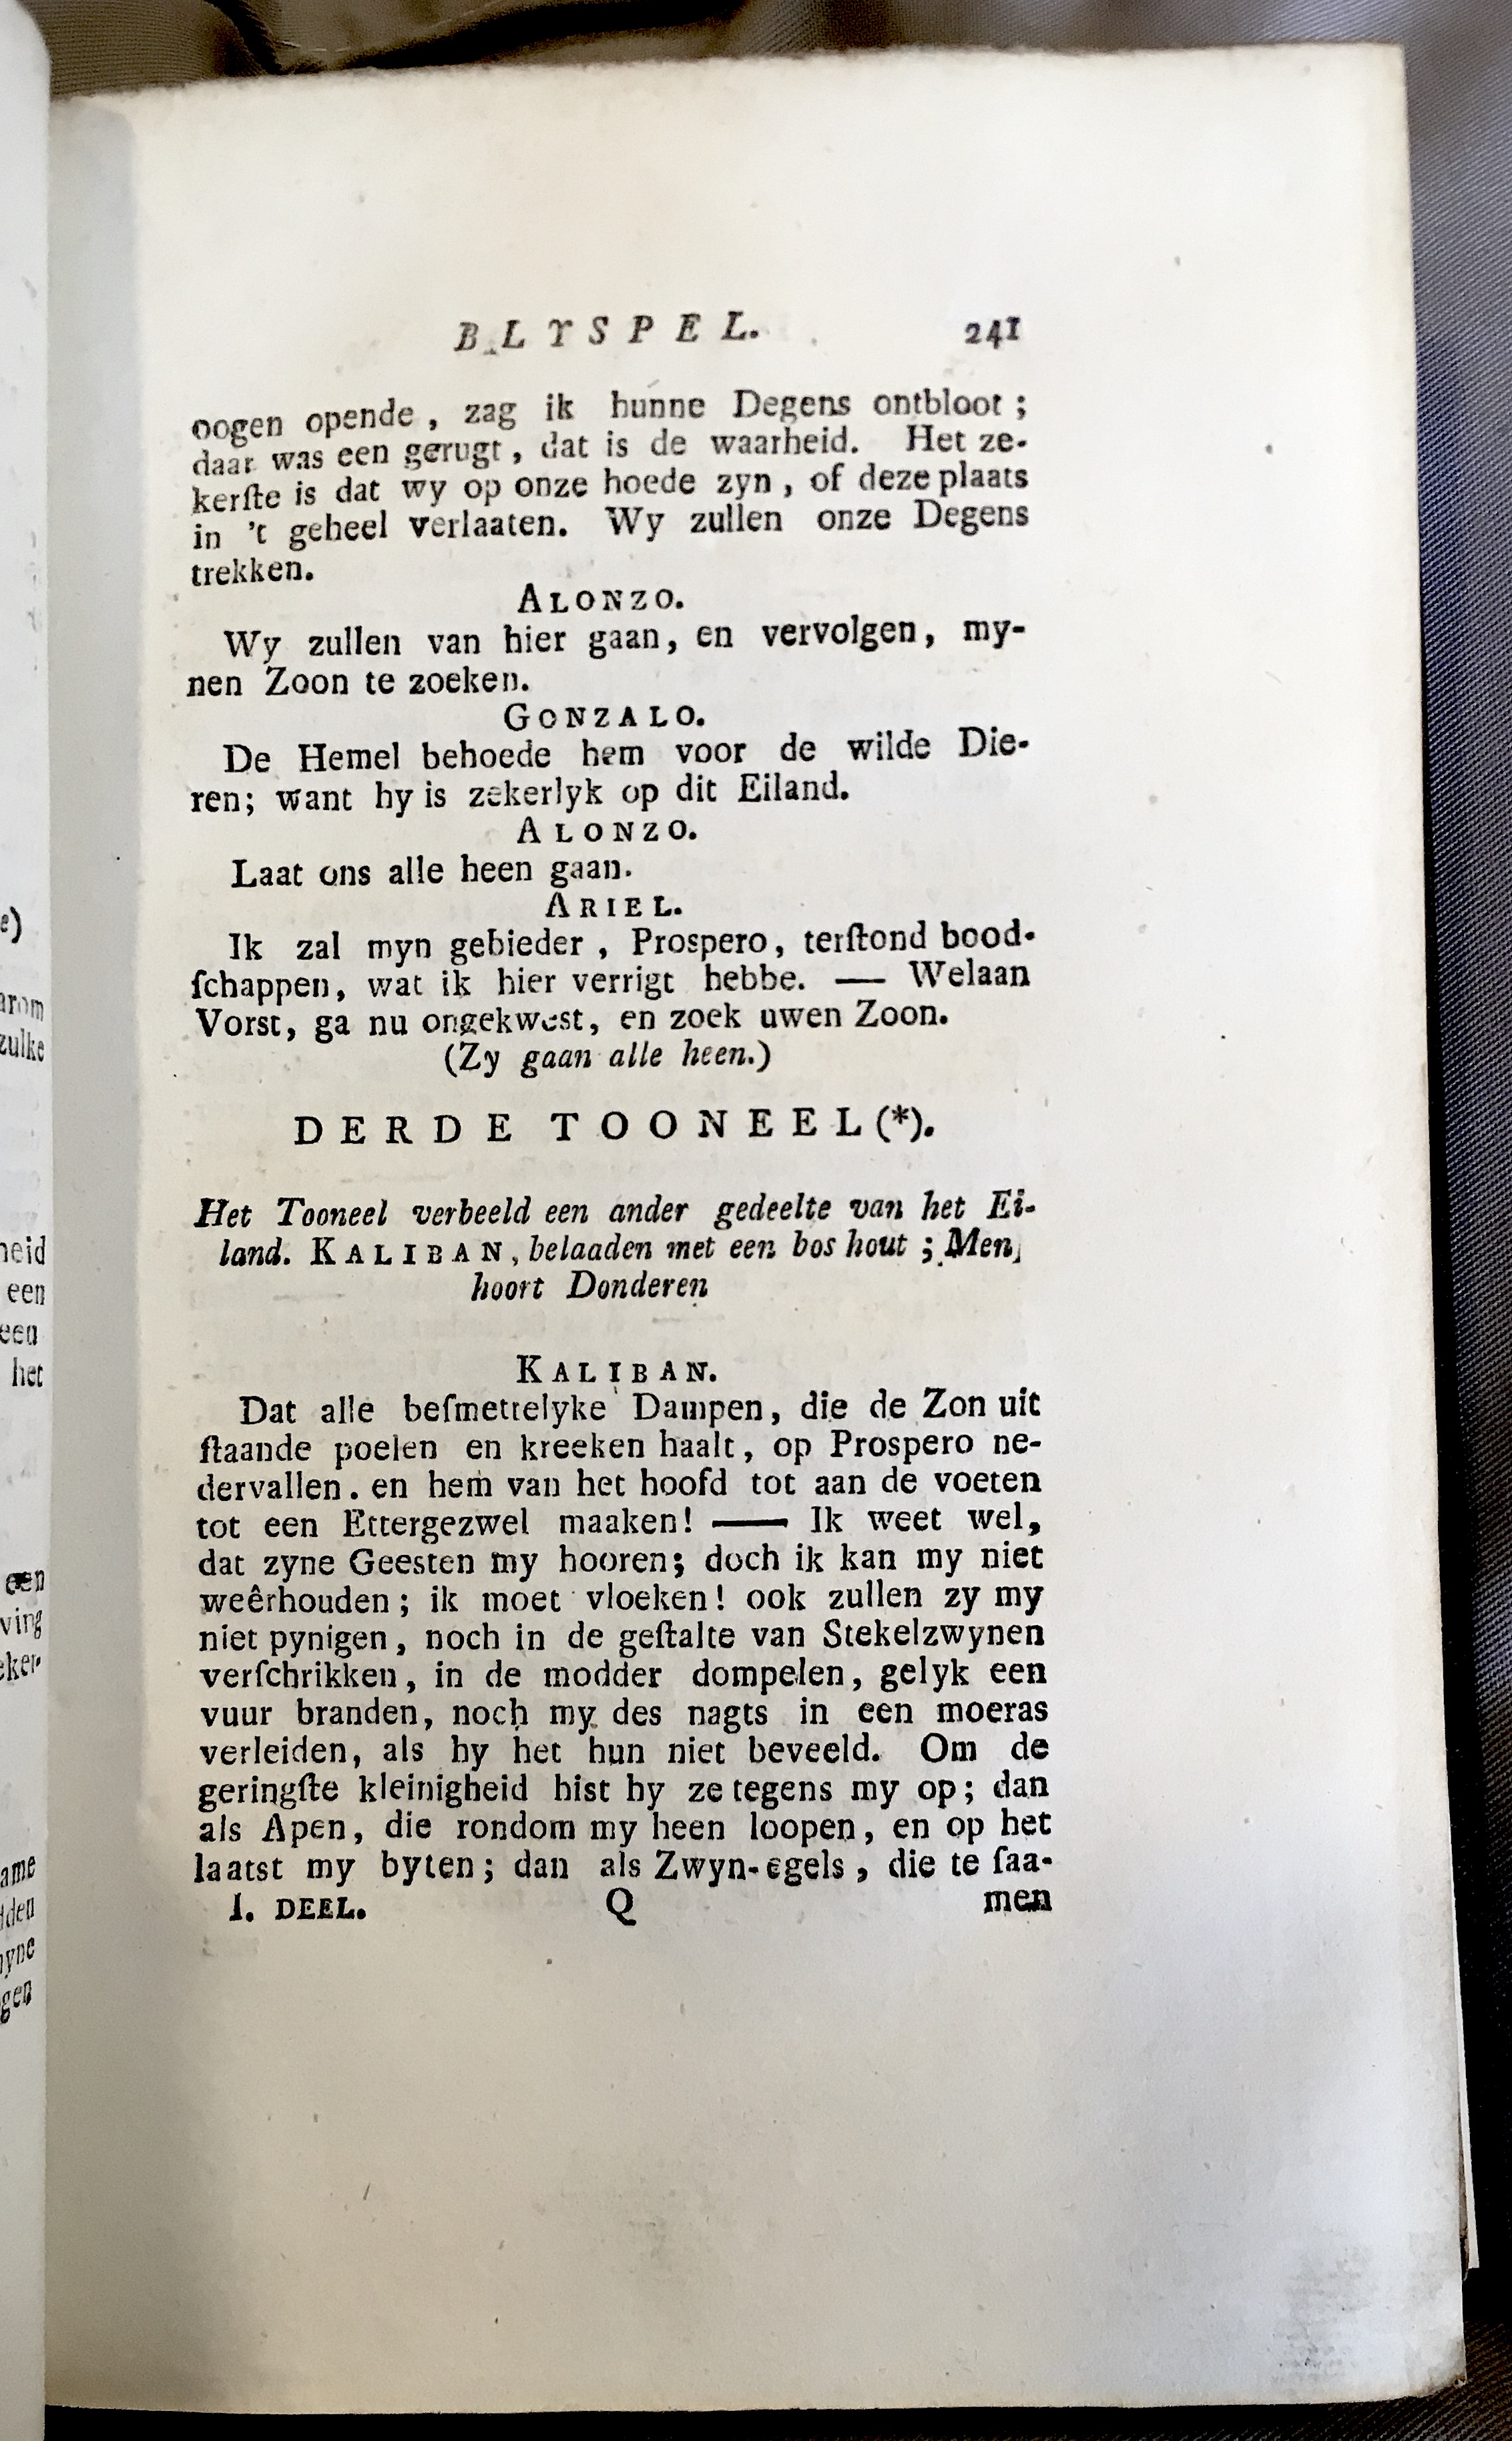 BLYSPEL. 241
oogen opende, zag ik hunne Degens ontbloot;
daar was een gerugt, dat is de waarheid. Het ze-
kerſte is dat wy op onze hoede zyn, of deze plaats
in 't geheel verlaaten. Wy zullen onze Degens
trekken.
ALONZO.
Wy zullen van hier gaan, en vervolgen, my-
nen Zoon te zoeken.
GONZALO.
De Hemel behoede hem voor de wilde Die-
ren; want hy is zekerlyk op dit Eiland.
ALONZO.
Laat ons alle heen gaan.
ARIEL.
Ik zal myn gebieder, Prospero, terſtond bood-
ſchappen, wat ik hier verrigt hebbe. — Welaan
Vorst, ga nu ongekwest, en zoek uwen Zoon.
(Zy gaan alle heen.)
DERDE TOONEEL (*).
Het Tooneel verbeeld een ander gedeelte van het Ei-
land. KALIBAN, belaaden met een bos hout; Men
hoort Donderen
KALIBAN.
Dat alle beſmettelyke Dampen, die de Zon uit
ſtaande poelen en kreeken haalt, op Prospero ne-
dervallen. en hem van het hoofd tot aan de voeten
tot een Ettergezwel maaken! —— Ik weet wel,
dat zyne Geesten my hooren; doch ik kan my niet
weêrhouden; ik moet vloeken! ook zullen zy my
niet pynigen, noch in de geſtalte van Stekelzwynen
verſchrikken, in de modder dompelen, gelyk een
vuur branden, noch my des nagts in een moeras
verleiden, als hy het hun niet beveeld. Om de
geringſte kleinigheid hist hy ze tegens my op; dan
als Apen, die rondom my heen loopen, en op het
laatst my byten; dan als Zwyn-egels, die te ſaa-
I. DEEL. Q men